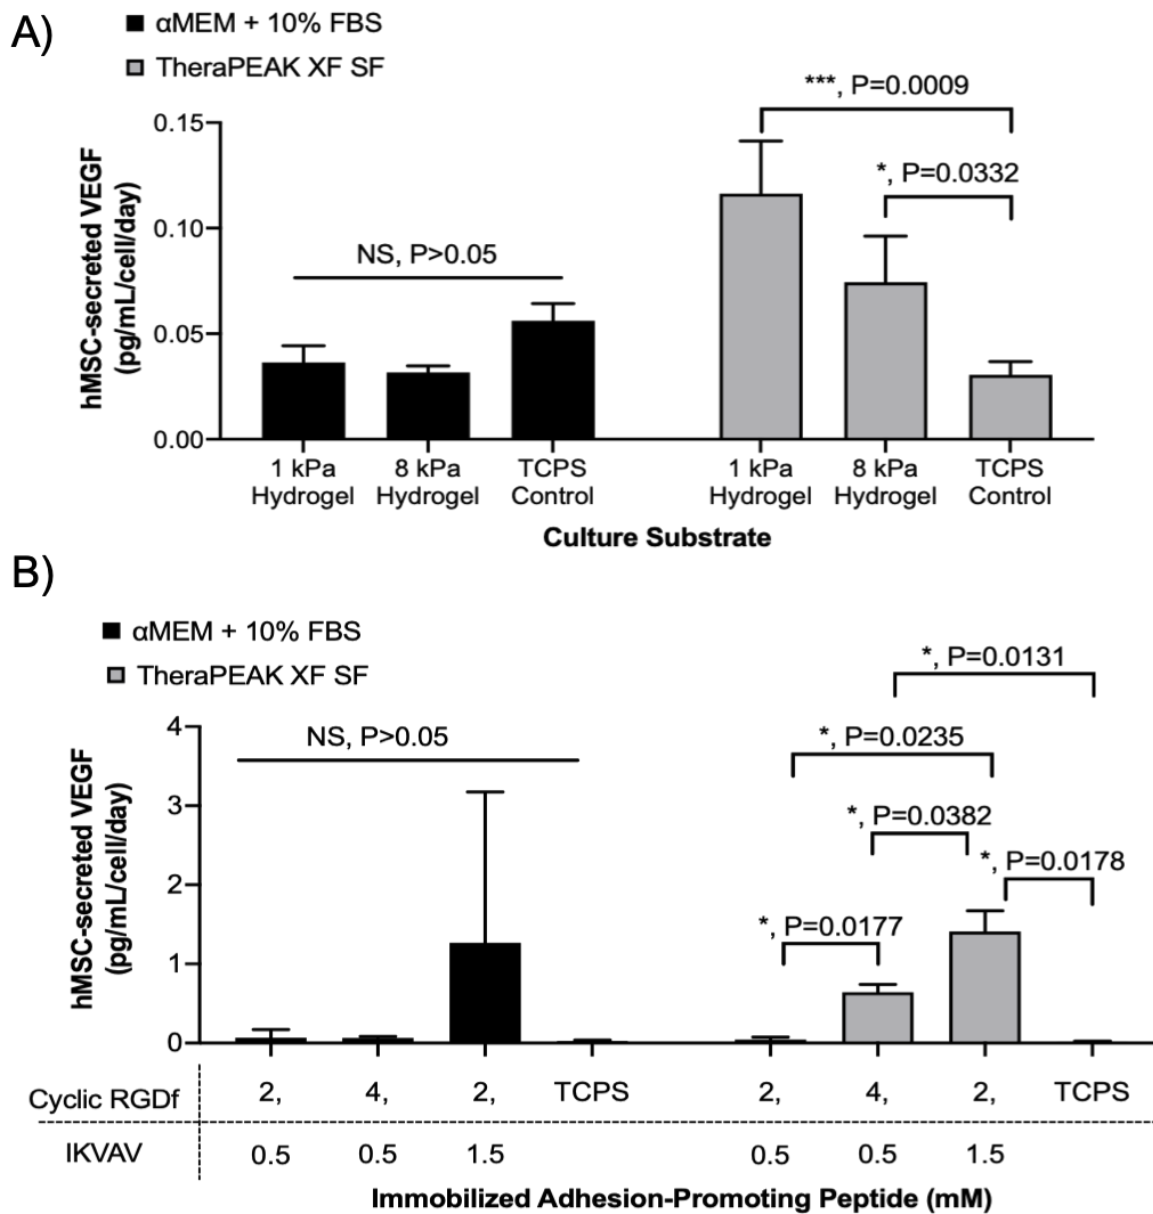 A)
αMEM + 10% FBS
TheraPEAK XF SF
***, P=0.0009
*, P=0.0332
NS, P>0.05
hMSC-secreted VEGF
(pg/mL/cell/day)
0.15
0.10
0.05
0.00
1 kPa 8 kPa TCPS 1 kPa 8 kPa TCPS
Hydrogel Hydrogel Control Hydrogel Hydrogel Control
Culture Substrate
B)
αMEM + 10% FBS
TheraPEAK XF SF
*, P=0.0131
NS, P>0.05
*, P=0.0235
*, P=0.0382
*, P=0.0178
*, P=0.0177
hMSC-secreted VEGF
(pg/mL/cell/day)
4
3
2
1
0
Cyclic RGDf 2, 4, 2, TCPS 2, 4, 2, TCPS
IKVAV 0.5 0.5 1.5 0.5 0.5 1.5
Immobilized Adhesion-Promoting Peptide (mM)